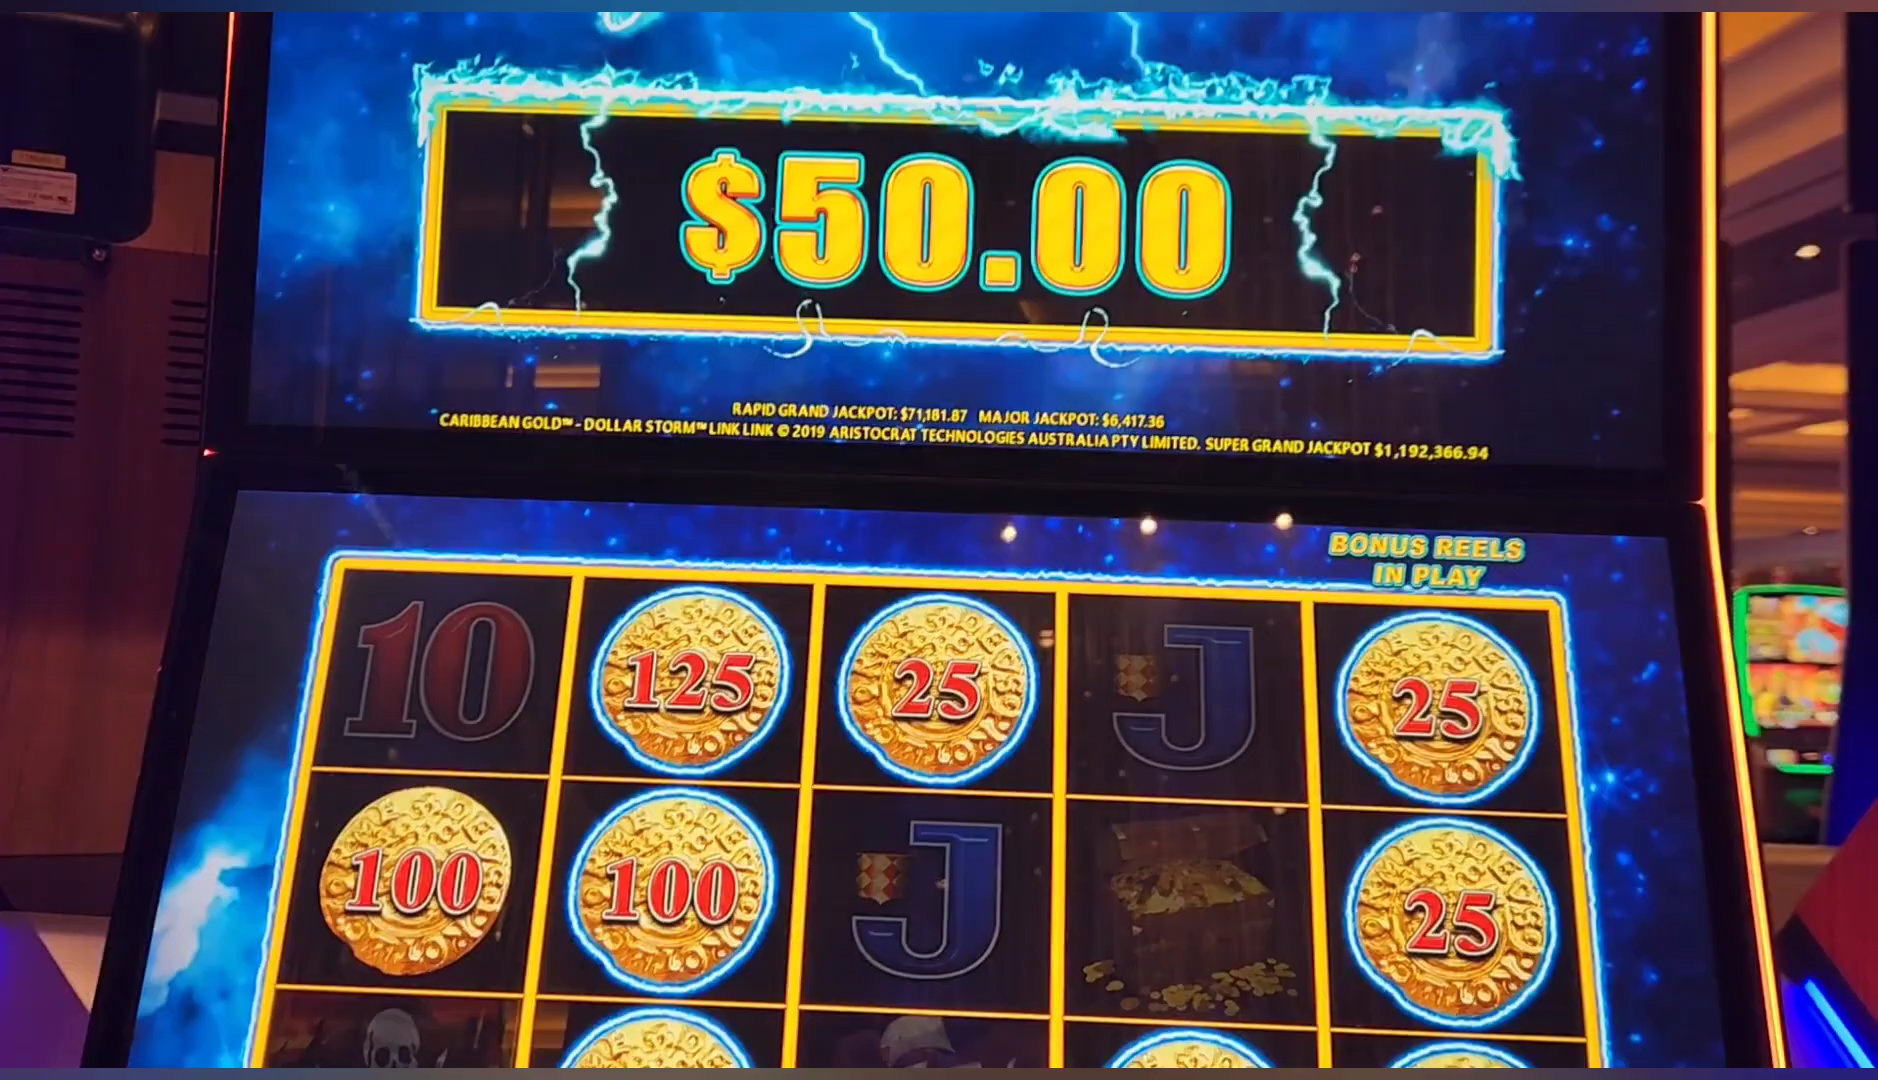 $50.00
RAPID GRAND JACKPOT: $71,181.87 MAJOR JACKPOT: $6,417.36
CARIBBEAN GOLD™ - DOLLAR STORM™ LINK LINK © 2019 ARISTOCRAT TECHNOLOGIES AUSTRALIA PTY LIMITED. SUPER GRAND JACKPOT $1,192,366.94
BONUS REELS
IN PLAY
10 125 25 J 25
100 100 J 25